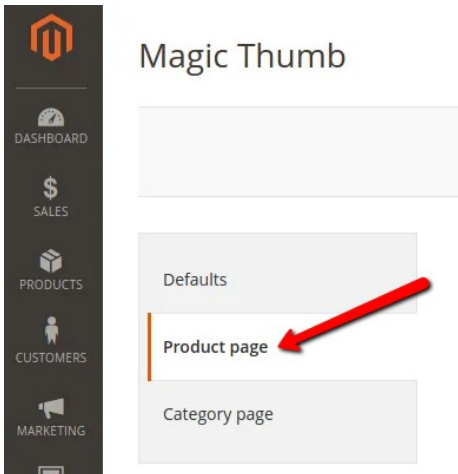 Magic Thumb
DASHBOARD
$
SALES
PRODUCTS
CUSTOMERS
MARKETING
Defaults
Product page
Category page